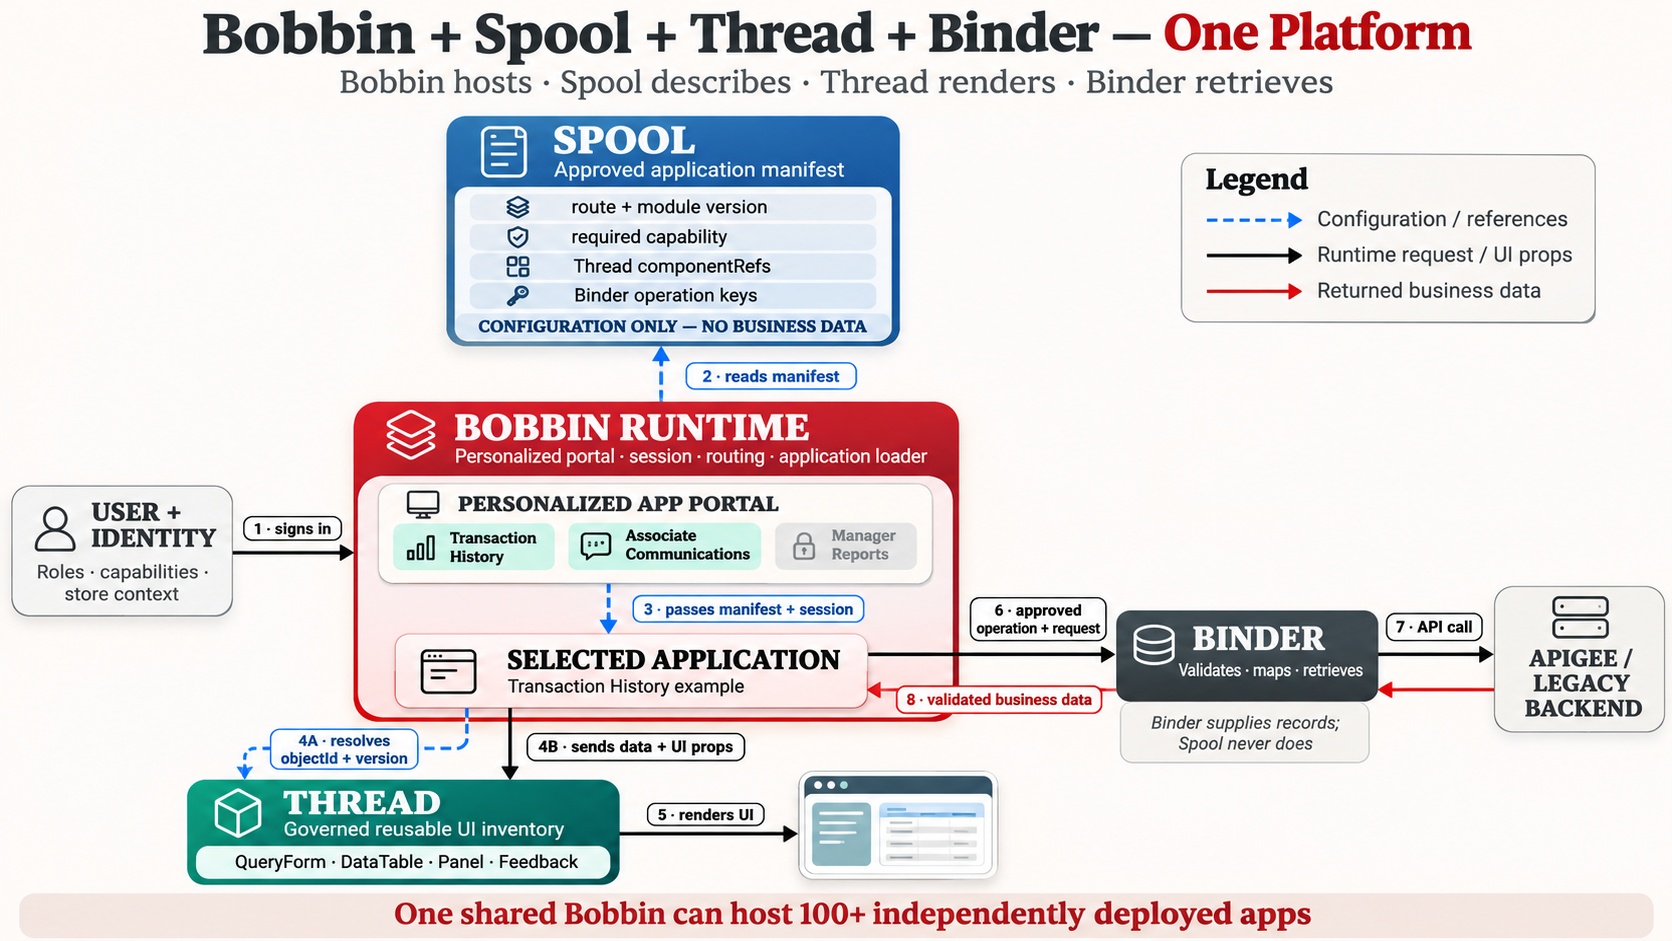 Bobbin + Spool + Thread + Binder — One Platform
Bobbin hosts · Spool describes · Thread renders · Binder retrieves
SPOOL
Approved application manifest
route + module version
required capability
Thread componentRefs
Binder operation keys
CONFIGURATION ONLY — NO BUSINESS DATA
Legend
Configuration / references
Runtime request / UI props
Returned business data
2 · reads manifest
BOBBIN RUNTIME
Personalized portal · session · routing · application loader
USER +
IDENTITY
Roles · capabilities ·
store context
1 · signs in
PERSONALIZED APP PORTAL
Transaction
History
Associate
Communications
Manager
Reports
3 · passes manifest + session
SELECTED APPLICATION
Transaction History example
6 · approved
operation + request
BINDER
Validates · maps · retrieves
7 · API call
APIGEE /
LEGACY
BACKEND
8 · validated business data
Binder supplies records;
Spool never does
4A · resolves
objectId + version
4B · sends data + UI props
THREAD
Governed reusable UI inventory
QueryForm · DataTable · Panel · Feedback
5 · renders UI
One shared Bobbin can host 100+ independently deployed apps